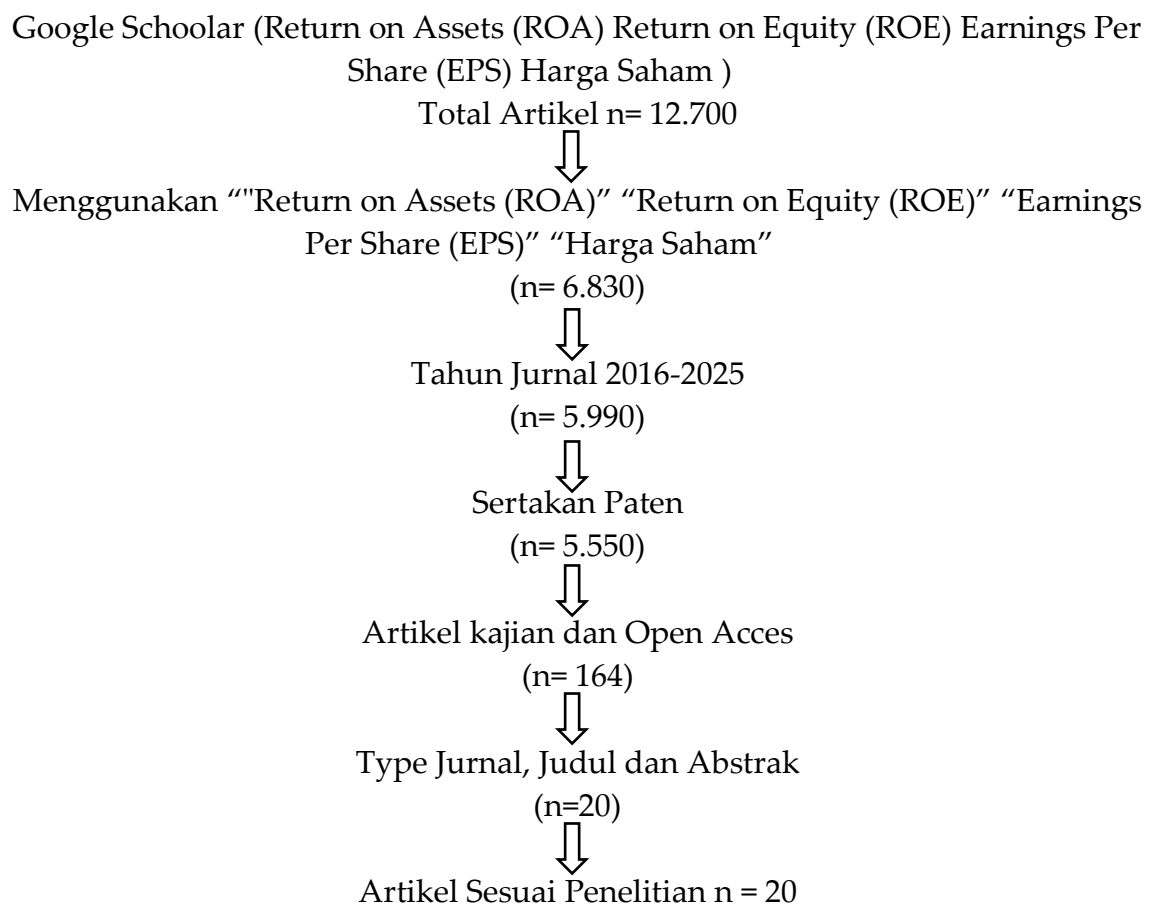 Google Schoolar (Return on Assets (ROA) Return on Equity (ROE) Earnings Per
Share (EPS) Harga Saham )
Total Artikel n= 12.700
Menggunakan “"Return on Assets (ROA)” “Return on Equity (ROE)” “Earnings
Per Share (EPS)” “Harga Saham”
(n= 6.830)
Tahun Jurnal 2016-2025
(n= 5.990)
Sertakan Paten
(n= 5.550)
Artikel kajian dan Open Acces
(n= 164)
Type Jurnal, Judul dan Abstrak
(n=20)
Artikel Sesuai Penelitian n = 20